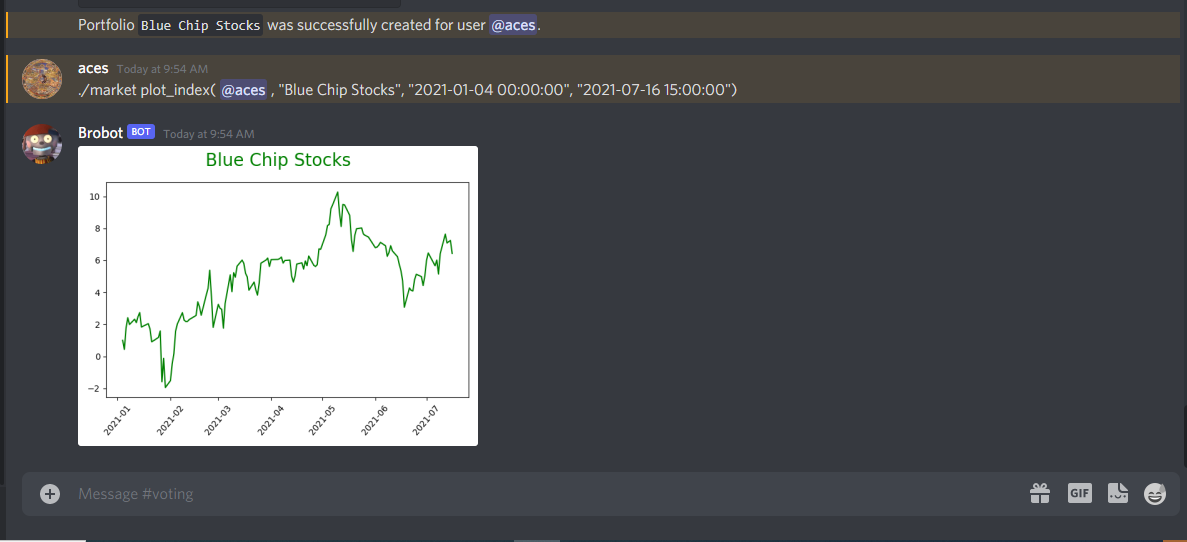 Portfolio Blue Chip Stocks was successfully created for user @aces.
aces Today at 9:54 AM
./market plot_index( @aces , "Blue Chip Stocks", "2021-01-04 00:00:00", "2021-07-16 15:00:00")
Brobot BOT Today at 9:54 AM
Blue Chip Stocks
10
8
6
4
2
0
−2
2021-01 2021-02 2021-03 2021-04 2021-05 2021-06 2021-07
Message #voting
GIF